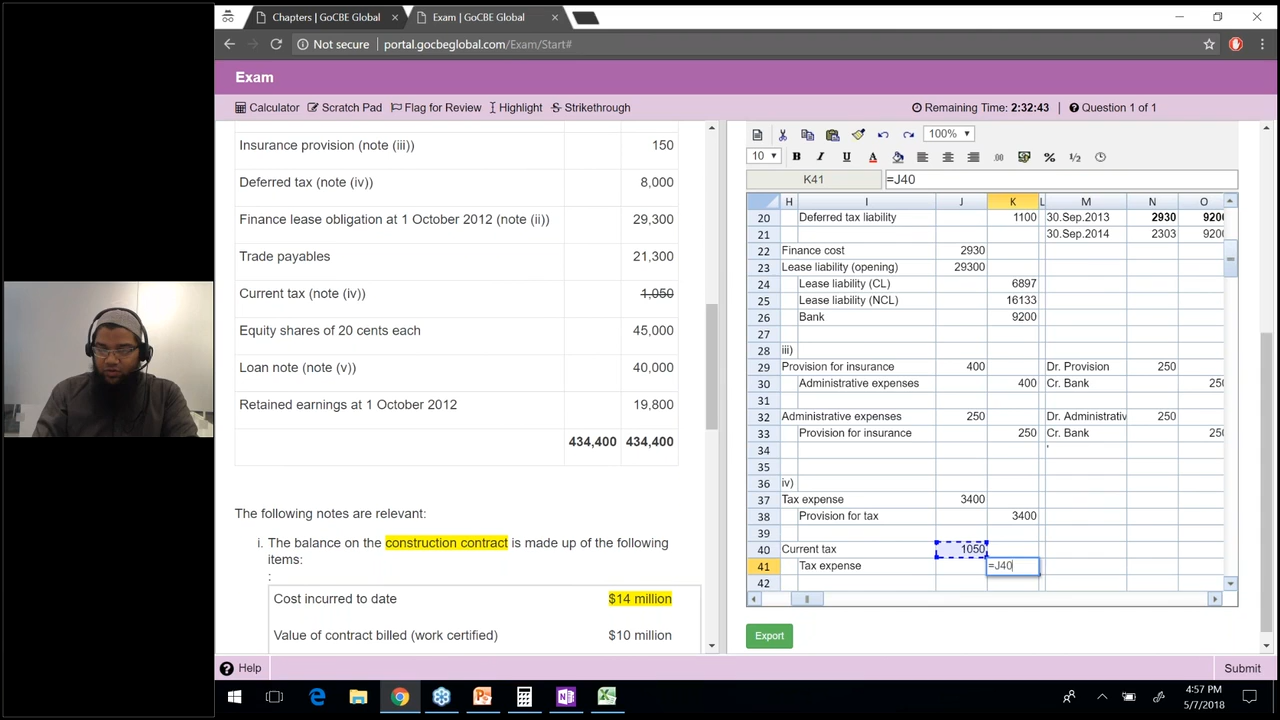 Chapters | GoCBE Global × Exam | GoCBE Global ×
Not secure | portal.gocbeglobal.com/Exam/Start#
Exam
Calculator Scratch Pad Flag for Review Highlight Strikethrough Remaining Time: 2:32:43 | Question 1 of 1
Insurance provision (note (iii)) 150
Deferred tax (note (iv)) 8,000
Finance lease obligation at 1 October 2012 (note (ii)) 29,300
Trade payables 21,300
Current tax (note (iv)) 1,050
Equity shares of 20 cents each 45,000
Loan note (note (v)) 40,000
Retained earnings at 1 October 2012 19,800
434,400 434,400
The following notes are relevant:
i. The balance on the construction contract is made up of the following
items:
:
Cost incurred to date $14 million
Value of contract billed (work certified) $10 million
100%
10 B I U A .00 % 1/2
K41 =J40
H I J K L M N O
20 Deferred tax liability 1100 30.Sep.2013 2930 9200
21 30.Sep.2014 2303 9200
22 Finance cost 2930
23 Lease liability (opening) 29300
24 Lease liability (CL) 6897
25 Lease liability (NCL) 16133
26 Bank 9200
27
28 iii)
29 Provision for insurance 400 Dr. Provision 250
30 Administrative expenses 400 Cr. Bank 250
31
32 Administrative expenses 250 Dr. Administrativ 250
33 Provision for insurance 250 Cr. Bank 250
34 '
35
36 iv)
37 Tax expense 3400
38 Provision for tax 3400
39
40 Current tax 1050
41 Tax expense =J40
42
Export
Help Submit
4:57 PM
5/7/2018